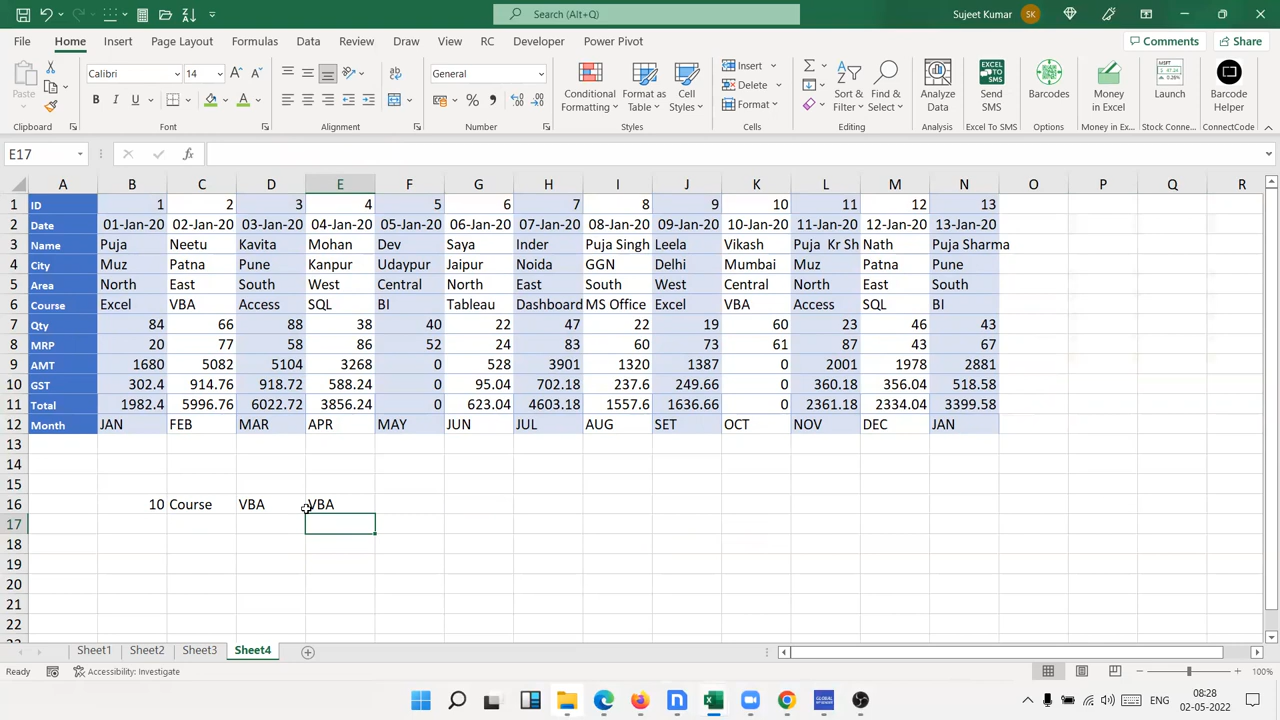 Search (Alt+Q)
Sujeet Kumar SK
File Home Insert Page Layout Formulas Data Review View Draw RC Developer Power Pivot Comments Share
Paste
Calibri 14
B I U
General
% 9
Conditional Formatting
Format as Table
Cell Styles
Insert
Delete
Format
Sort & Filter
Find & Select
Analyze Data
Send SMS
Barcodes
Money in Excel
Launch
Barcode Helper
Clipboard Font Alignment Number Styles Cells Editing Analysis Excel To SMS Options Money in Ex... Stock Conne... ConnectCode
E17 fx
A B C D E F G H I J K L M N O P Q R
1 ID 1 2 3 4 5 6 7 8 9 10 11 12 13
2 Date 01-Jan-20 02-Jan-20 03-Jan-20 04-Jan-20 05-Jan-20 06-Jan-20 07-Jan-20 08-Jan-20 09-Jan-20 10-Jan-20 11-Jan-20 12-Jan-20 13-Jan-20
3 Name Puja Neetu Kavita Mohan Dev Saya Inder Puja Singh Leela Vikash Puja Kr Sh Nath Puja Sharma
4 City Muz Patna Pune Kanpur Udaypur Jaipur Noida GGN Delhi Mumbai Muz Patna Pune
5 Area North East South West Central North East South West Central North East South
6 Course Excel VBA Access SQL BI Tableau Dashboard MS Office Excel VBA Access SQL BI
7 Qty 84 66 88 38 40 22 47 22 19 60 23 46 43
8 MRP 20 77 58 86 52 24 83 60 73 61 87 43 67
9 AMT 1680 5082 5104 3268 0 528 3901 1320 1387 0 2001 1978 2881
10 GST 302.4 914.76 918.72 588.24 0 95.04 702.18 237.6 249.66 0 360.18 356.04 518.58
11 Total 1982.4 5996.76 6022.72 3856.24 0 623.04 4603.18 1557.6 1636.66 0 2361.18 2334.04 3399.58
12 Month JAN FEB MAR APR MAY JUN JUL AUG SET OCT NOV DEC JAN
13
14
15
16 10 Course VBA VBA
17
18
19
20
21
22
Sheet1 Sheet2 Sheet3 Sheet4
Ready Accessibility: Investigate 100%
ENG 08:28
02-05-2022